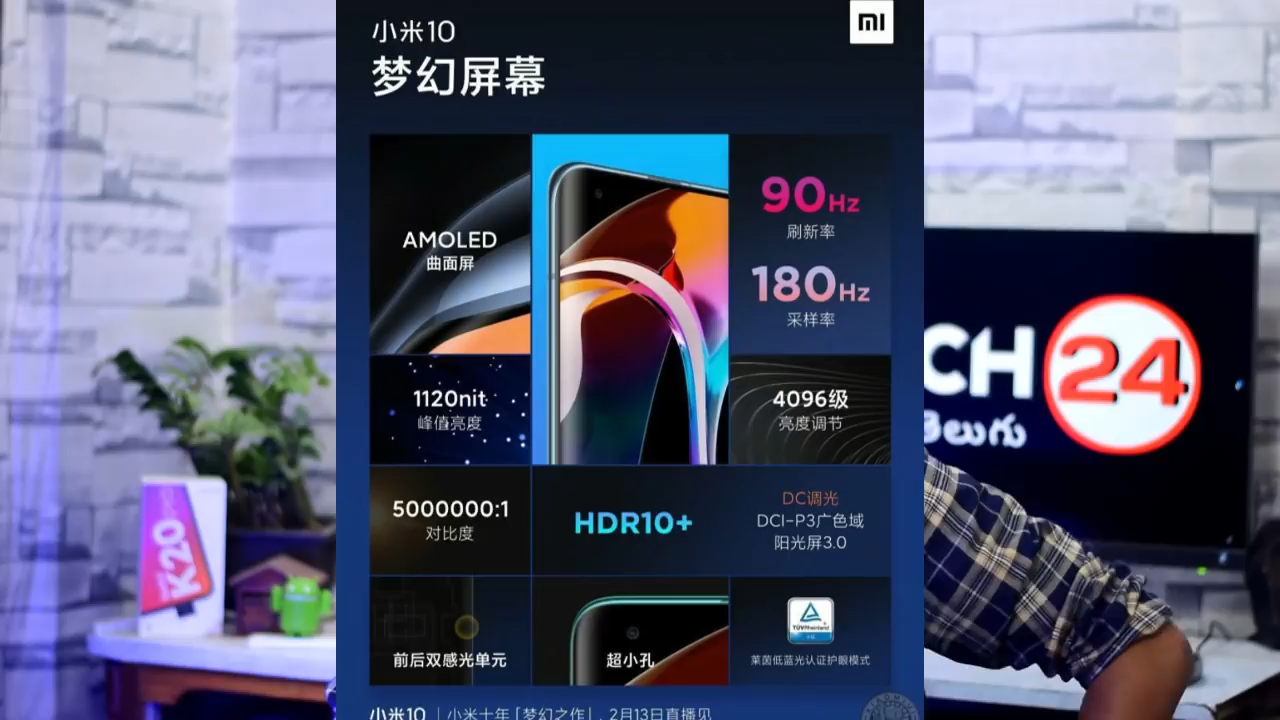 小米10
梦幻屏幕
MI
AMOLED
曲面屏
90Hz
刷新率
180Hz
采样率
1120nit
峰值亮度
4096级
亮度调节
5000000:1
对比度
HDR10+
DC调光
DCI-P3广色域
阳光屏3.0
前后双感光单元
超小孔
TÜVRheinland
莱茵低蓝光认证护眼模式
小米10 | 小米十年「梦幻之作」, 2月13日直播见
K20
CH 24
తెలుగు